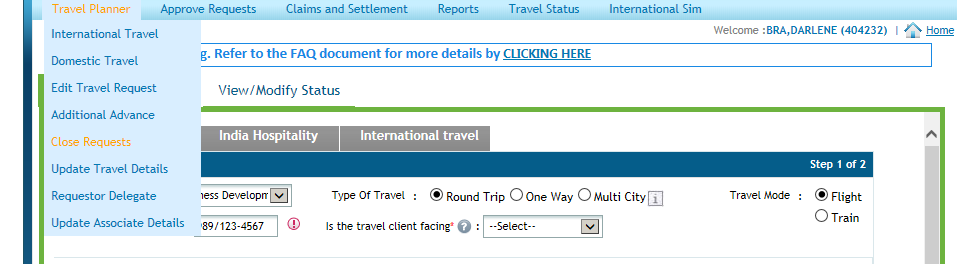 Travel Planner Approve Requests Claims and Settlement Reports Travel Status International Sim
Welcome :BRA,DARLENE (404232) | Home
International Travel
g. Refer to the FAQ document for more details by CLICKING HERE
Domestic Travel
Edit Travel Request
View/Modify Status
Additional Advance
Close Requests
India Hospitality International travel
Update Travel Details
Step 1 of 2
Requestor Delegate
ness Developm Type Of Travel : Round Trip One Way Multi City i Travel Mode : Flight
Train
Update Associate Details
989/123-4567 Is the travel client facing* ? : --Select--